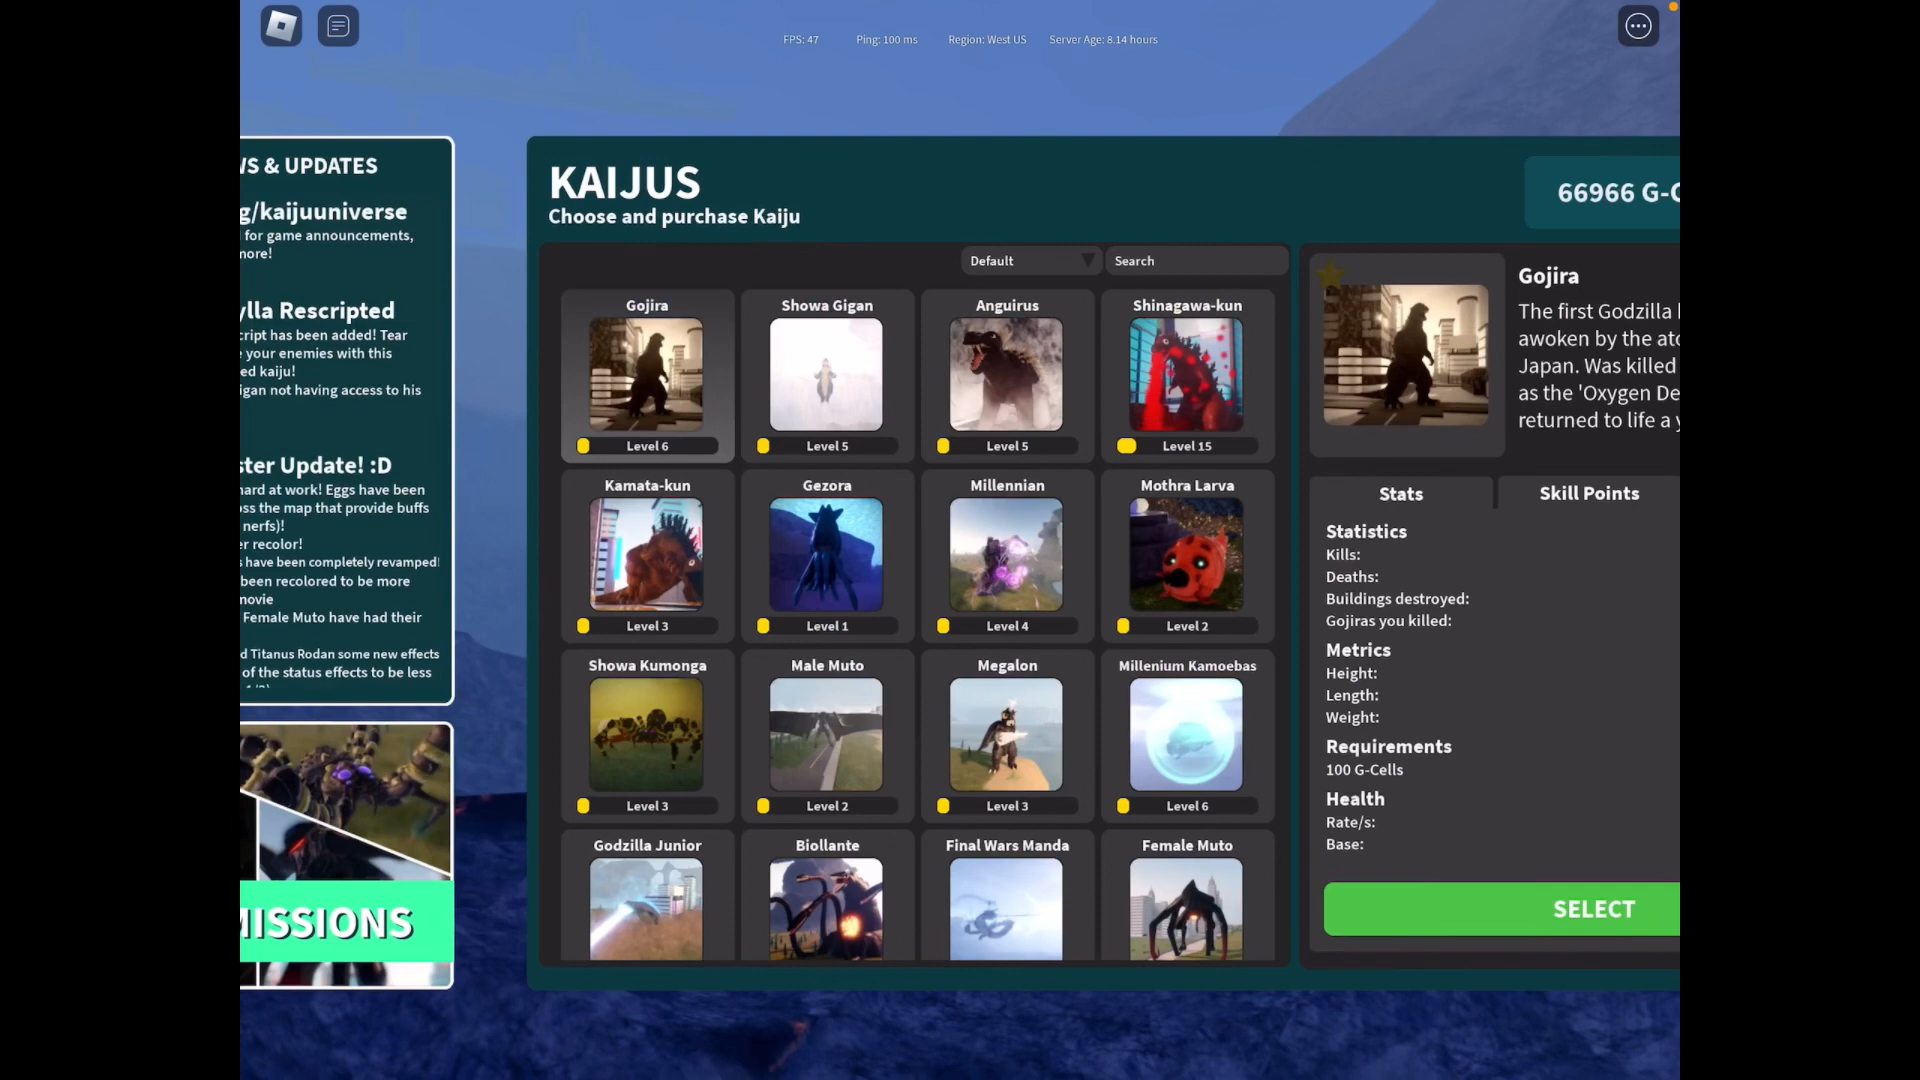 FPS: 47
Ping: 100 ms
Region: West US
Server Age: 8.14 hours
WS & UPDATES
g/kaijuuniverse
for game announcements,
more!
ylla Rescripted
cript has been added! Tear
e your enemies with this
ed kaiju!
igan not having access to his
ster Update! :D
hard at work! Eggs have been
oss the map that provide buffs
nerfs)!
er recolor!
s have been completely revamped!
been recolored to be more
movie
Female Muto have had their
d Titanus Rodan some new effects
of the status effects to be less
MISSIONS
KAIJUS
Choose and purchase Kaiju
66966 G-C
Default
Search
Gojira
Showa Gigan
Anguirus
Shinagawa-kun
Level 6
Level 5
Level 5
Level 15
Kamata-kun
Gezora
Millennian
Mothra Larva
Level 3
Level 1
Level 4
Level 2
Showa Kumonga
Male Muto
Megalon
Millenium Kamoebas
Level 3
Level 2
Level 3
Level 6
Godzilla Junior
Biollante
Final Wars Manda
Female Muto
Gojira
The first Godzilla
awoken by the ato
Japan. Was killed
as the 'Oxygen De
returned to life a y
Stats
Skill Points
Statistics
Kills:
Deaths:
Buildings destroyed:
Gojiras you killed:
Metrics
Height:
Length:
Weight:
Requirements
100 G-Cells
Health
Rate/s:
Base:
SELECT